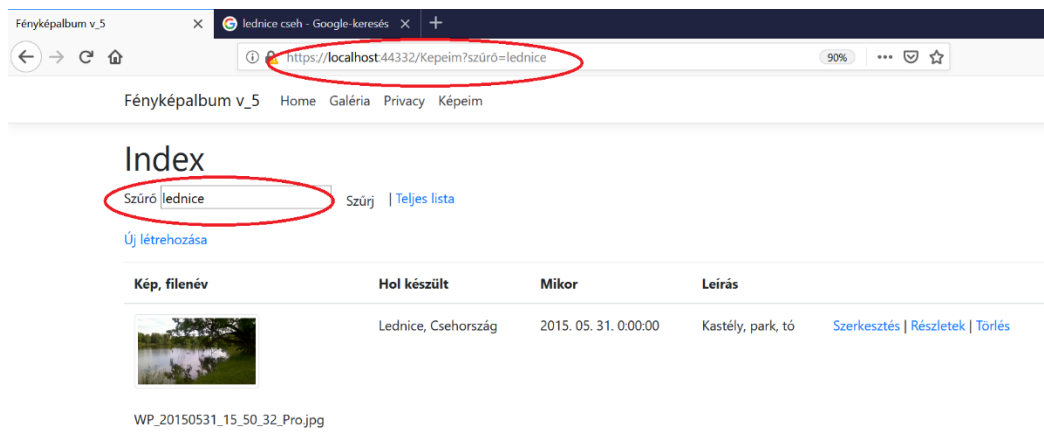 Fényképalbum v_5
lednice cseh - Google-keresés
https://localhost:44332/Kepeim?szűrő=lednice
90%
Fényképalbum v_5 Home Galéria Privacy Képeim
Index
Szűrő lednice Szűrj | Teljes lista
Új létrehozása
Kép, filenév Hol készült Mikor Leírás
Lednice, Csehország 2015. 05. 31. 0:00:00 Kastély, park, tó Szerkesztés | Részletek | Törlés
WP_20150531_15_50_32_Pro.jpg